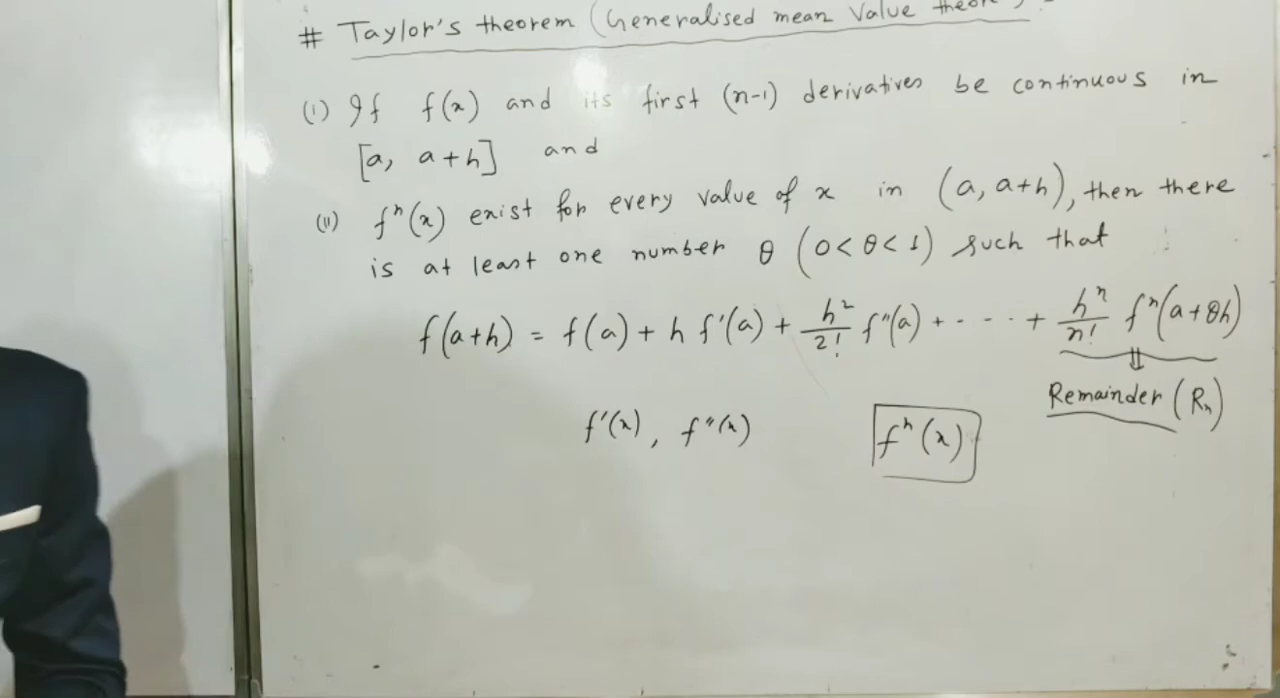 # Taylor's theorem (Generalised mean value
(i) If f(x) and its first (n-1) derivatives be continuous in
[a, a+h] and
(ii) fⁿ(x) exist for every value of x in (a, a+h), then there
is at least one number θ (0<θ<1) such that
f(a+h) = f(a) + h f'(a) + h²/2! f''(a) + - - - . + hⁿ/n! fⁿ(a+θh)
⇓
Remainder (Rₙ)
f'(x), f''(x) fⁿ(x)